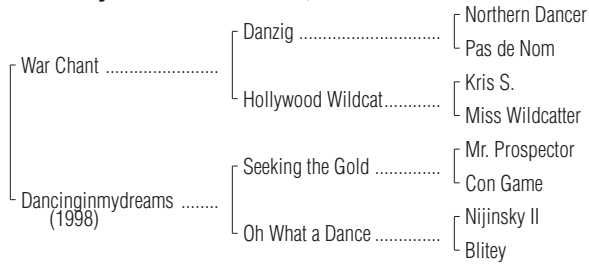 Northern Dancer
Danzig ............................
Pas de Nom
War Chant .......................
Kris S.
Hollywood Wildcat............
Miss Wildcatter
Mr. Prospector
Seeking the Gold ..............
Con Game
Dancinginmydreams ........
(1998)
Nijinsky II
Oh What a Dance ..............
Blitey